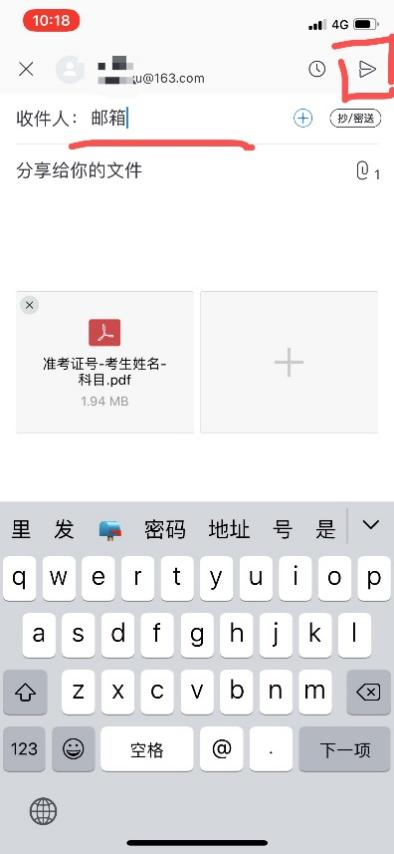 10:18
4G
u@163.com
收件人：邮箱
抄/密送
分享给你的文件
1
准考证号-考生姓名-
科目.pdf
1.94 MB
里 发 密码 地址 号 是
q w e r t y u i o p
a s d f g h j k l
z x c v b n m
123 空格 @ . 下一项